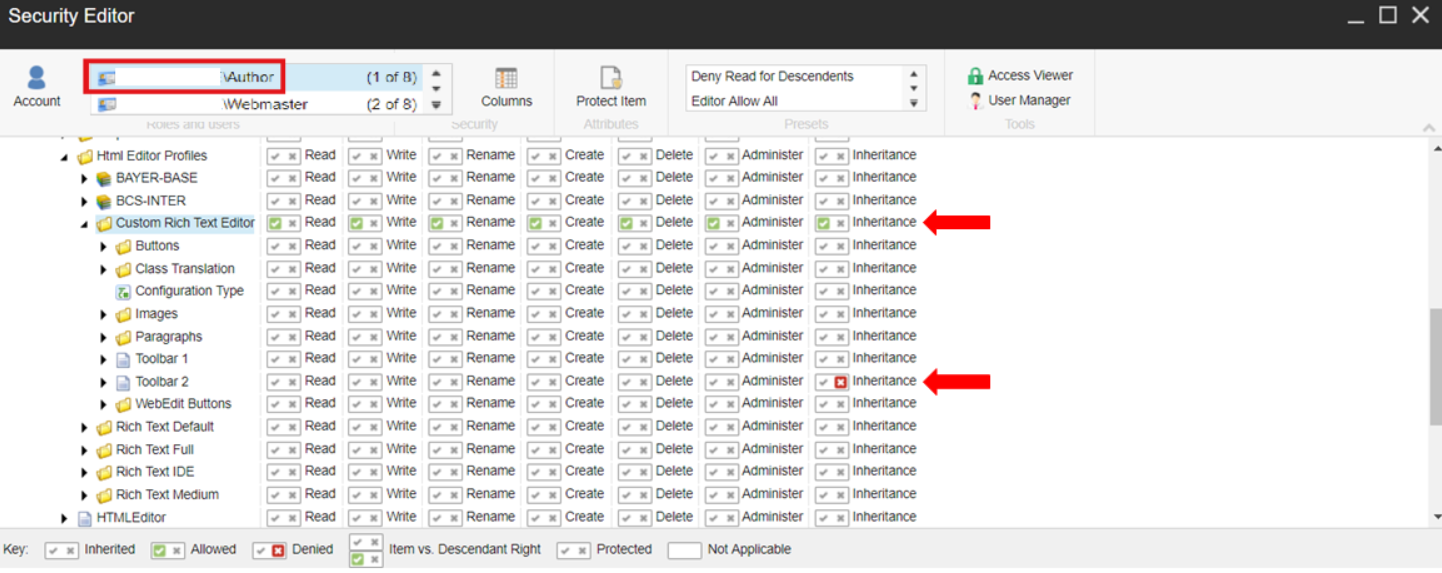 Security Editor
Account
\Author (1 of 8)
\Webmaster (2 of 8)
Roles and users
Columns
Security
Protect Item
Attributes
Deny Read for Descendents
Editor Allow All
Presets
Access Viewer
User Manager
Tools
Html Editor Profiles Read Write Rename Create Delete Administer Inheritance
BAYER-BASE Read Write Rename Create Delete Administer Inheritance
BCS-INTER Read Write Rename Create Delete Administer Inheritance
Custom Rich Text Editor Read Write Rename Create Delete Administer Inheritance
Buttons Read Write Rename Create Delete Administer Inheritance
Class Translation Read Write Rename Create Delete Administer Inheritance
Configuration Type Read Write Rename Create Delete Administer Inheritance
Images Read Write Rename Create Delete Administer Inheritance
Paragraphs Read Write Rename Create Delete Administer Inheritance
Toolbar 1 Read Write Rename Create Delete Administer Inheritance
Toolbar 2 Read Write Rename Create Delete Administer Inheritance
WebEdit Buttons Read Write Rename Create Delete Administer Inheritance
Rich Text Default Read Write Rename Create Delete Administer Inheritance
Rich Text Full Read Write Rename Create Delete Administer Inheritance
Rich Text IDE Read Write Rename Create Delete Administer Inheritance
Rich Text Medium Read Write Rename Create Delete Administer Inheritance
HTMLEditor Read Write Rename Create Delete Administer Inheritance
Key: Inherited Allowed Denied Item vs. Descendant Right Protected Not Applicable